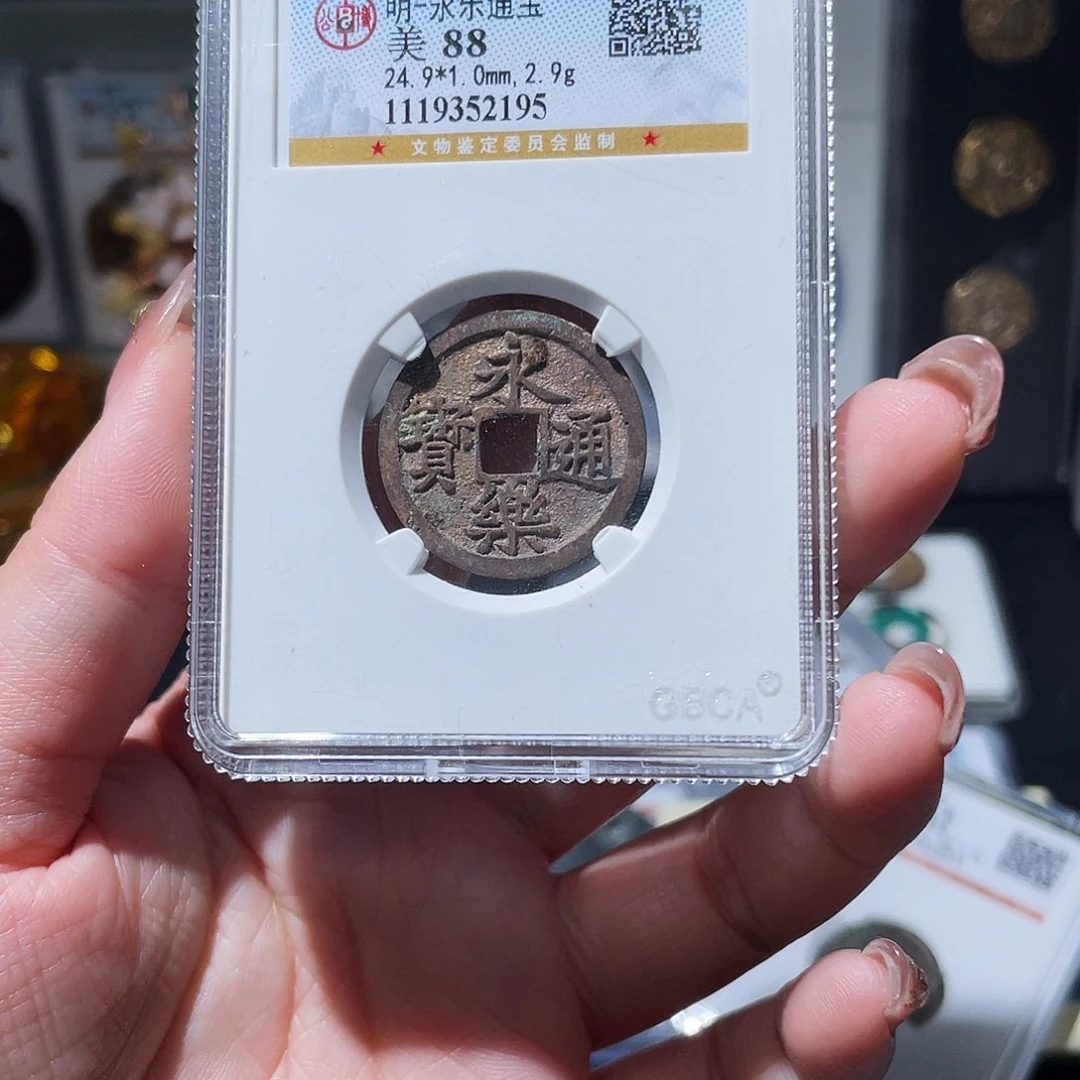 明-永乐通宝
美 88
24.9*1.0mm,2.9g
1119352195
★ 文物鉴定委员会监制 ★
永樂通寶
GBCA